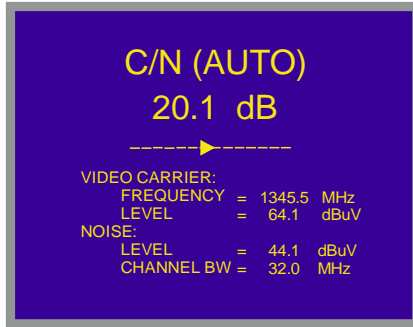 C/N (AUTO)
20.1 dB
VIDEO CARRIER:
FREQUENCY = 1345.5 MHz
LEVEL = 64.1 dBuV
NOISE:
LEVEL = 44.1 dBuV
CHANNEL BW = 32.0 MHz